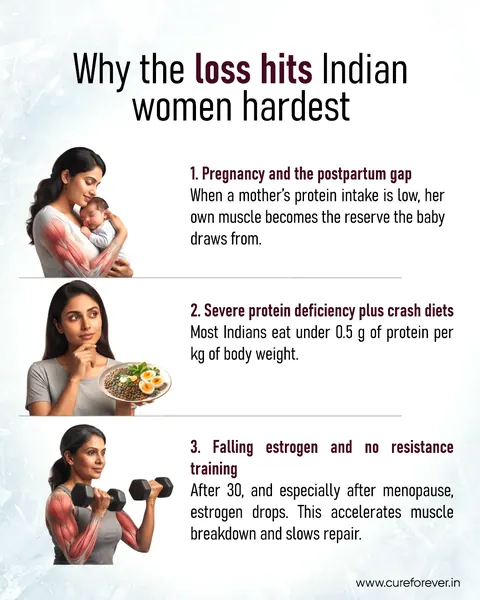 Why the loss hits Indian
women hardest
1. Pregnancy and the postpartum gap
When a mother's protein intake is low, her
own muscle becomes the reserve the baby
draws from.
2. Severe protein deficiency plus crash diets
Most Indians eat under 0.5 g of protein per
kg of body weight.
3. Falling estrogen and no resistance
training
After 30, and especially after menopause,
estrogen drops. This accelerates muscle
breakdown and slows repair.
www.cureforever.in